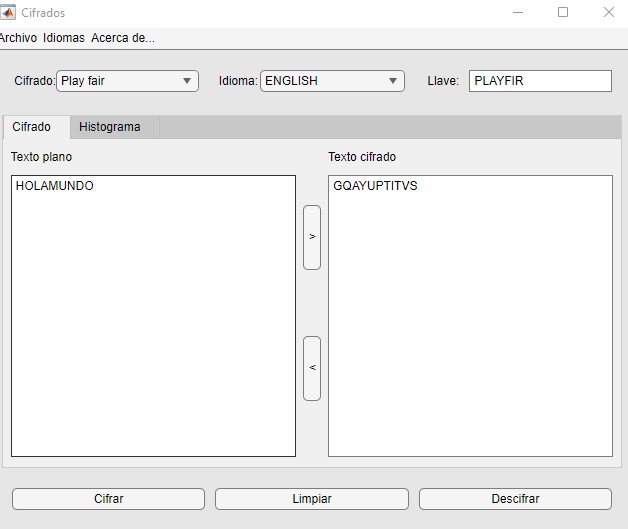 Cifrados
Archivo Idiomas Acerca de...
Cifrado: Play fair Idioma: ENGLISH Llave: PLAYFIR
Cifrado Histograma
Texto plano Texto cifrado
HOLAMUNDO GQAYUPTITVS
>
<
Cifrar Limpiar Descifrar